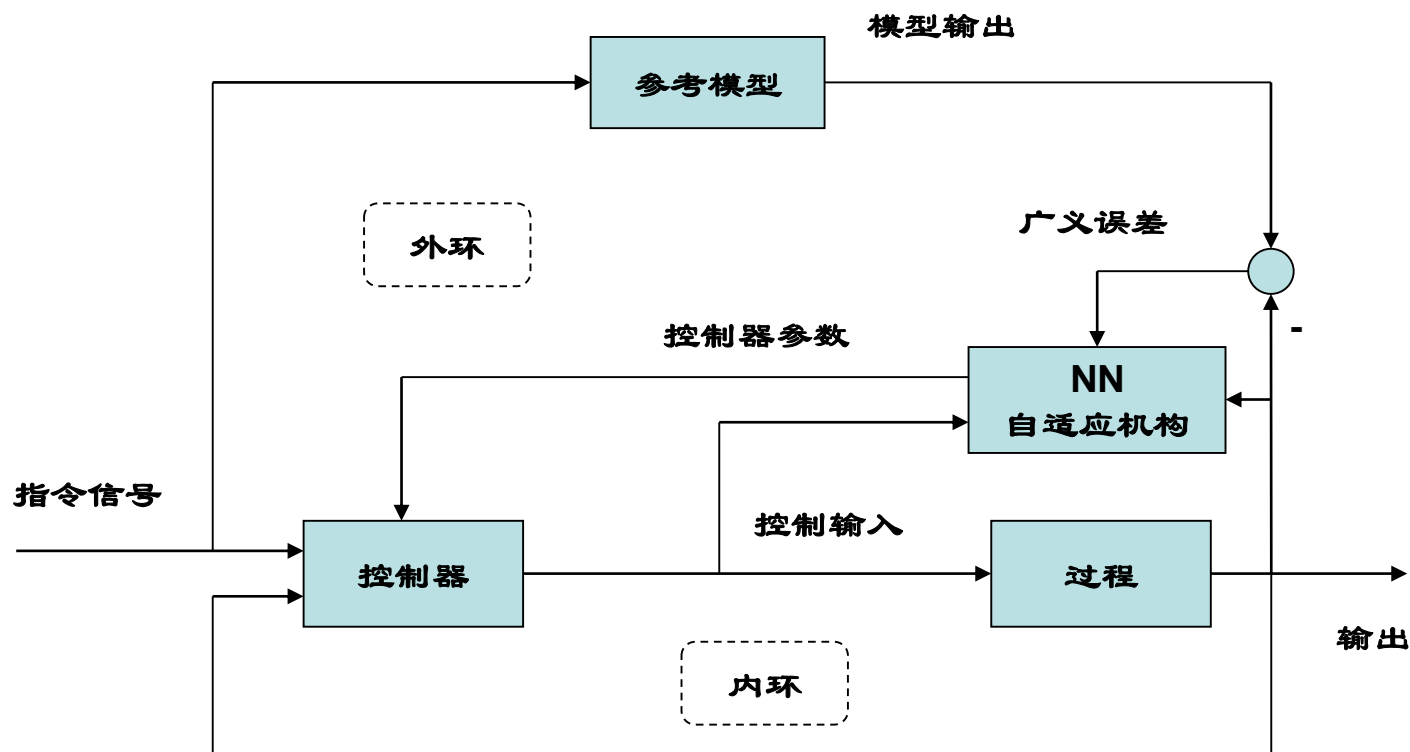 模型输出
参考模型
广义误差
外环
控制器参数
-
NN
自适应机构
指令信号
控制输入
控制器
过程
输出
内环